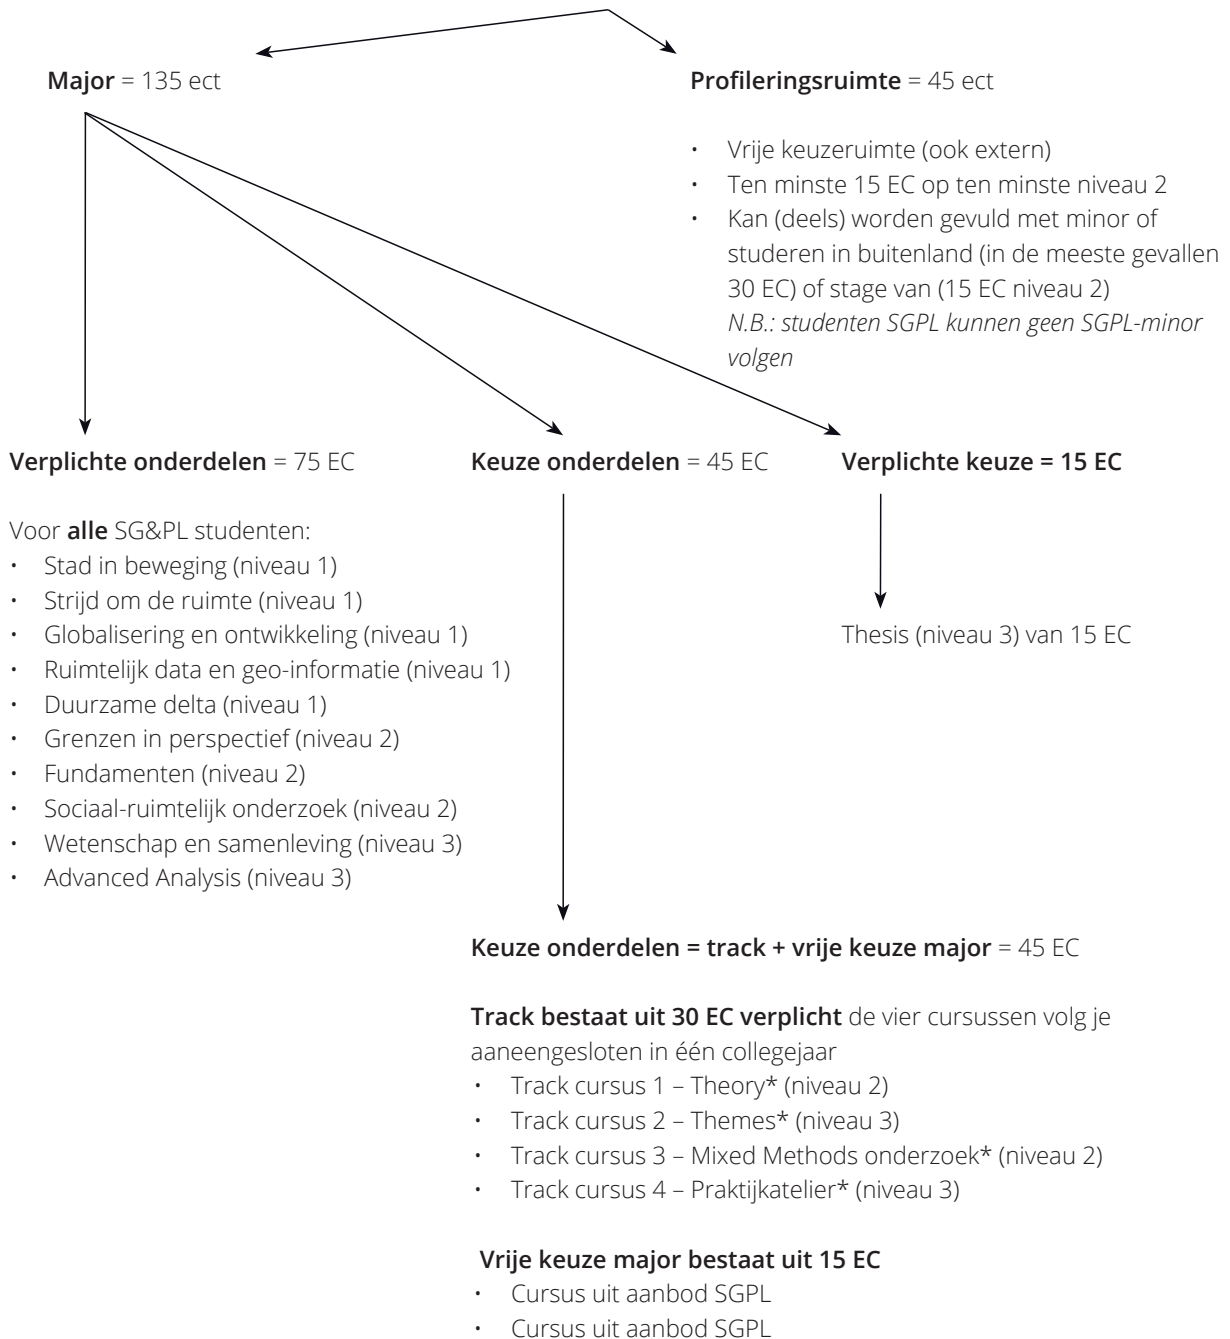 Major = 135 ect
Profileringsruimte = 45 ect
• Vrije keuzeruimte (ook extern)
• Ten minste 15 EC op ten minste niveau 2
• Kan (deels) worden gevuld met minor of
studeren in buitenland (in de meeste gevallen
30 EC) of stage van (15 EC niveau 2)
N.B.: studenten SGPL kunnen geen SGPL-minor
volgen
Verplichte onderdelen = 75 EC
Keuze onderdelen = 45 EC
Verplichte keuze = 15 EC
Voor alle SG&PL studenten:
• Stad in beweging (niveau 1)
• Strijd om de ruimte (niveau 1)
• Globalisering en ontwikkeling (niveau 1)
• Ruimtelijk data en geo-informatie (niveau 1)
• Duurzame delta (niveau 1)
• Grenzen in perspectief (niveau 2)
• Fundamenten (niveau 2)
• Sociaal-ruimtelijk onderzoek (niveau 2)
• Wetenschap en samenleving (niveau 3)
• Advanced Analysis (niveau 3)
Thesis (niveau 3) van 15 EC
Keuze onderdelen = track + vrije keuze major = 45 EC
Track bestaat uit 30 EC verplicht de vier cursussen volg je
aaneengesloten in één collegejaar
• Track cursus 1 – Theory* (niveau 2)
• Track cursus 2 – Themes* (niveau 3)
• Track cursus 3 – Mixed Methods onderzoek* (niveau 2)
• Track cursus 4 – Praktijkatelier* (niveau 3)
Vrije keuze major bestaat uit 15 EC
• Cursus uit aanbod SGPL
• Cursus uit aanbod SGPL